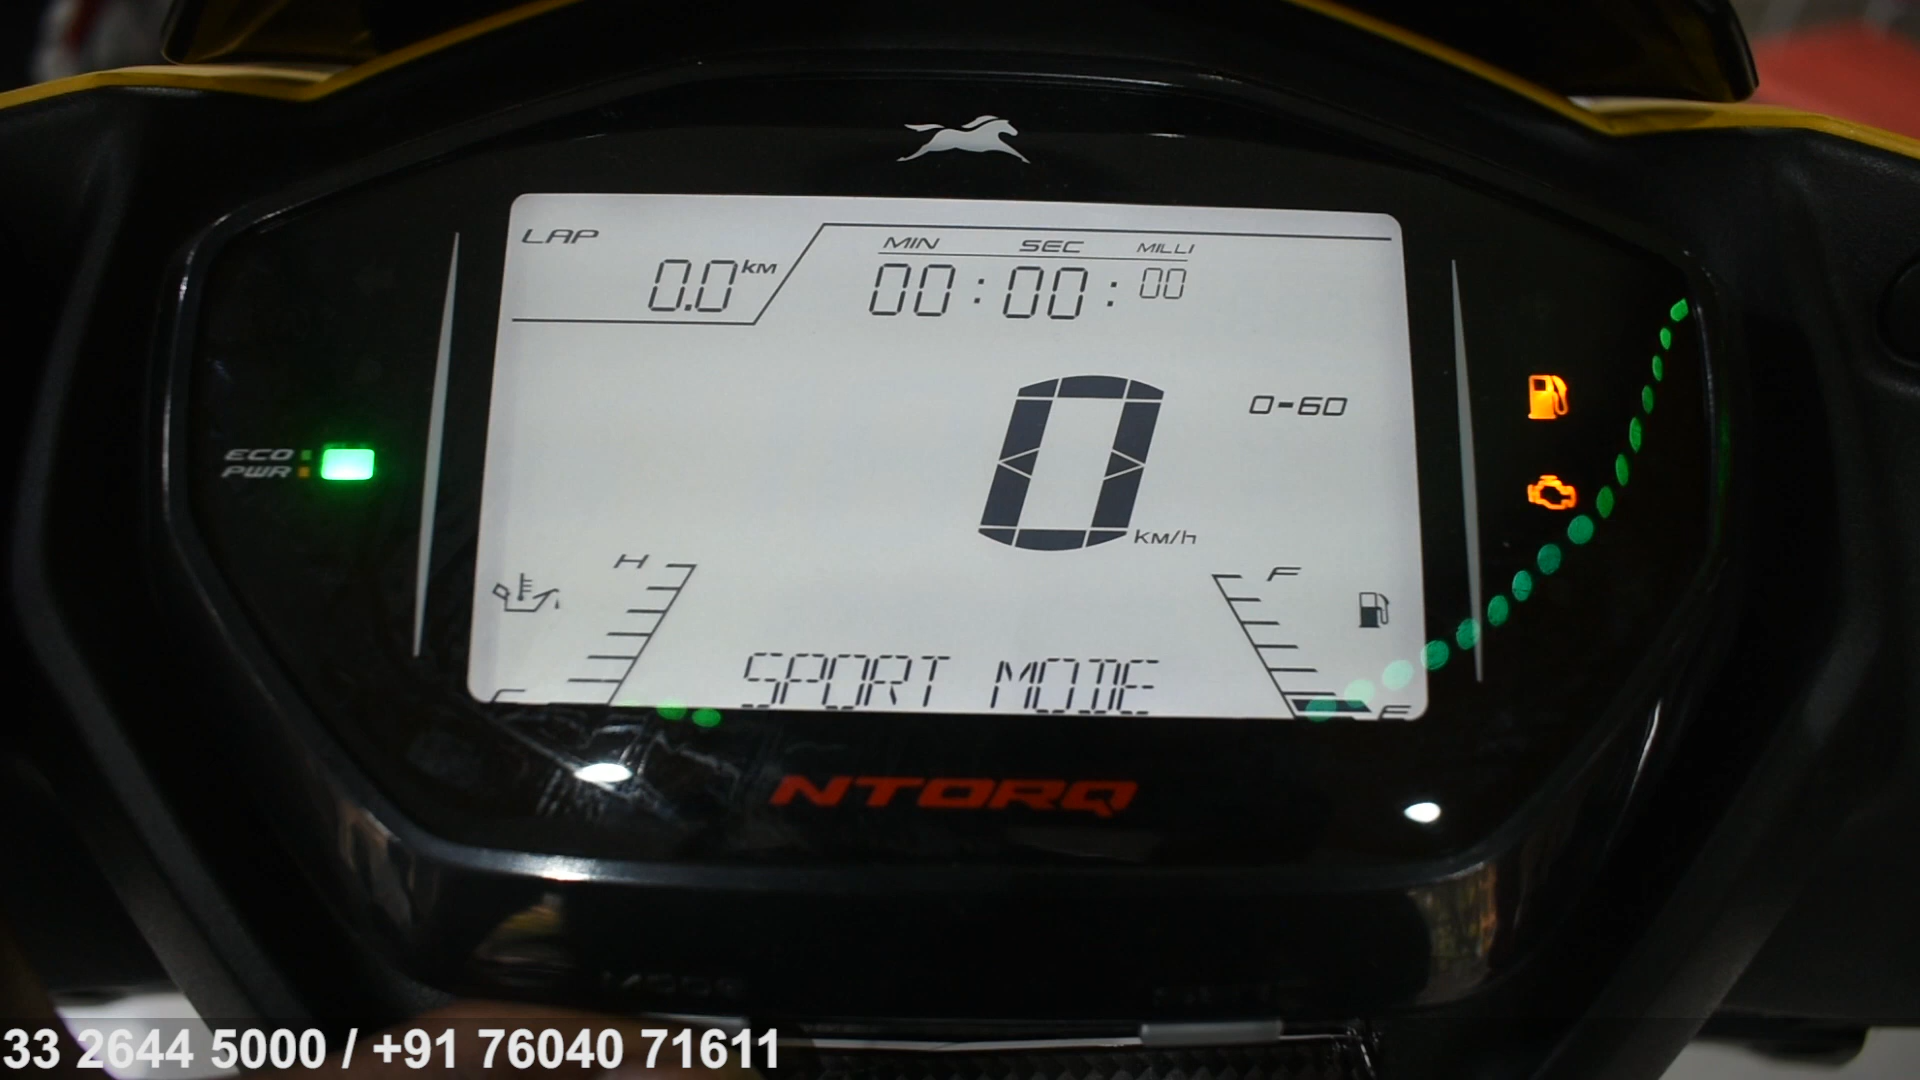 LAP
0.0 KM
MIN SEC MILLI
00:00:00
0-60
0
KM/H
ECO
PWR
H
F
SPORT MODE
NTORQ
33 2644 5000 / +91 76040 71611